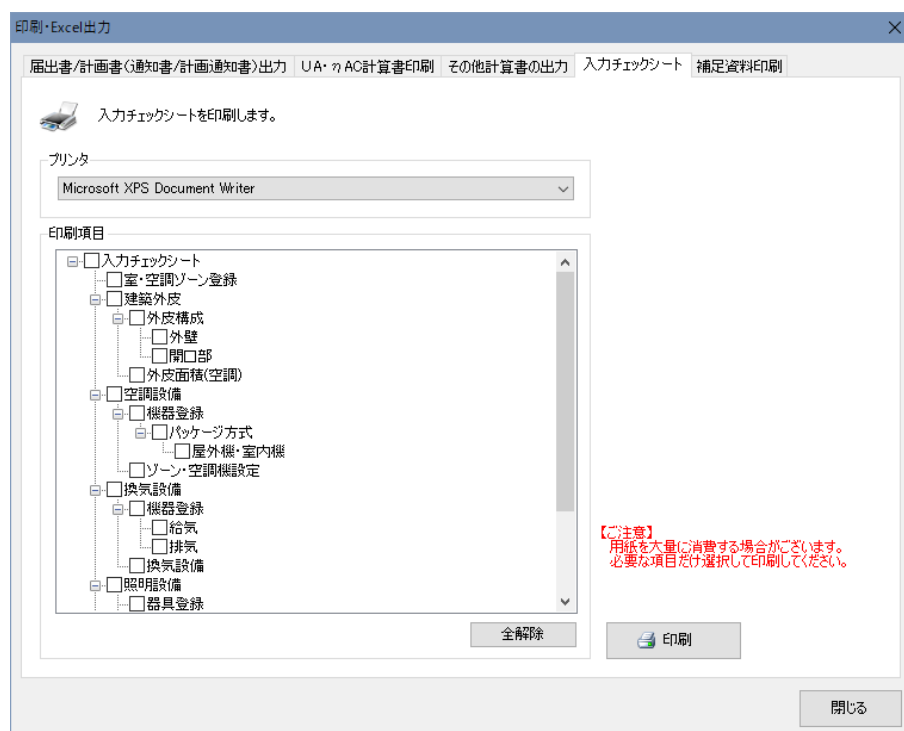 印刷・Excel出力
届出書/計画書(通知書/計画通知書)出力 UA・ηAC計算書印刷 その他計算書の出力 入力チェックシート 補足資料印刷
入力チェックシートを印刷します。
プリンタ
Microsoft XPS Document Writer
印刷項目
入力チェックシート
室・空調ゾーン登録
建築外皮
外皮構成
外壁
開口部
外皮面積(空調)
空調設備
機器登録
パッケージ方式
屋外機・室内機
ゾーン・空調機設定
換気設備
機器登録
給気
排気
換気設備
照明設備
器具登録
【ご注意】
用紙を大量に消費する場合がございます。
必要な項目だけ選択して印刷してください。
全解除
印刷
閉じる